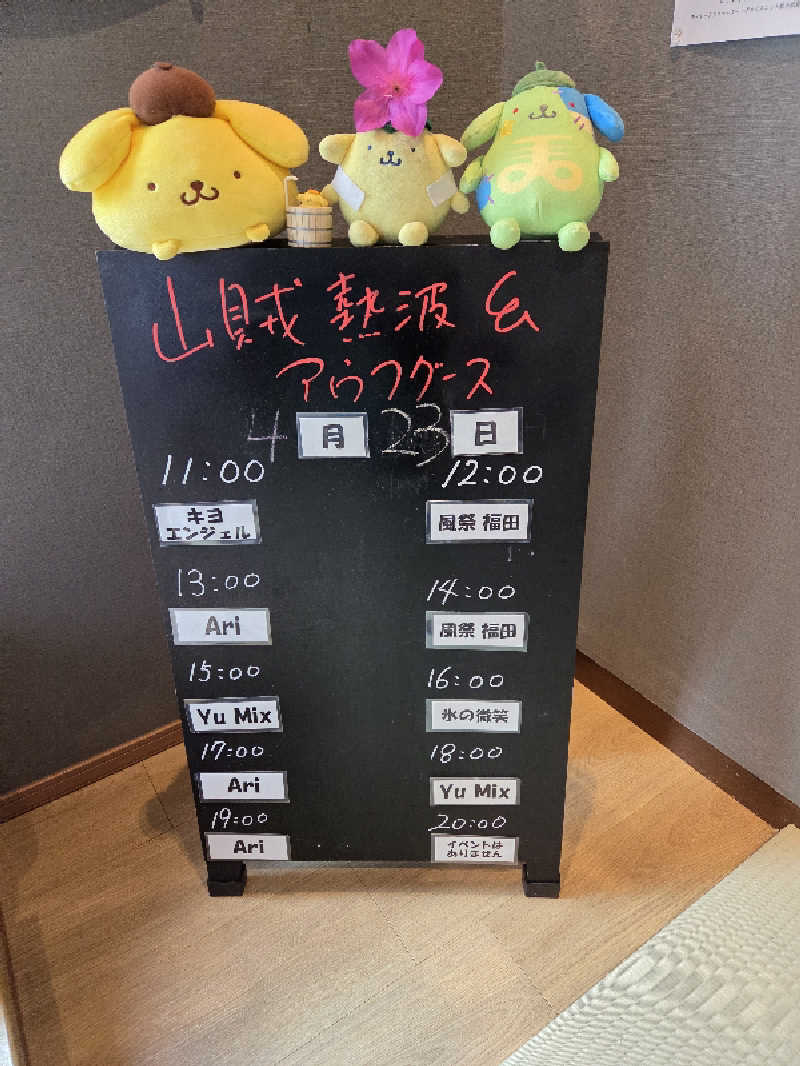 山賊熱波&
アウフグース
4月23日
11:00 12:00
キヨ
エンジェル
風祭 福田
13:00 14:00
Ari 風祭 福田
15:00 16:00
Yu Mix 氷の微笑
17:00 18:00
Ari Yu Mix
19:00 20:00
Ari
イベントは
ありません